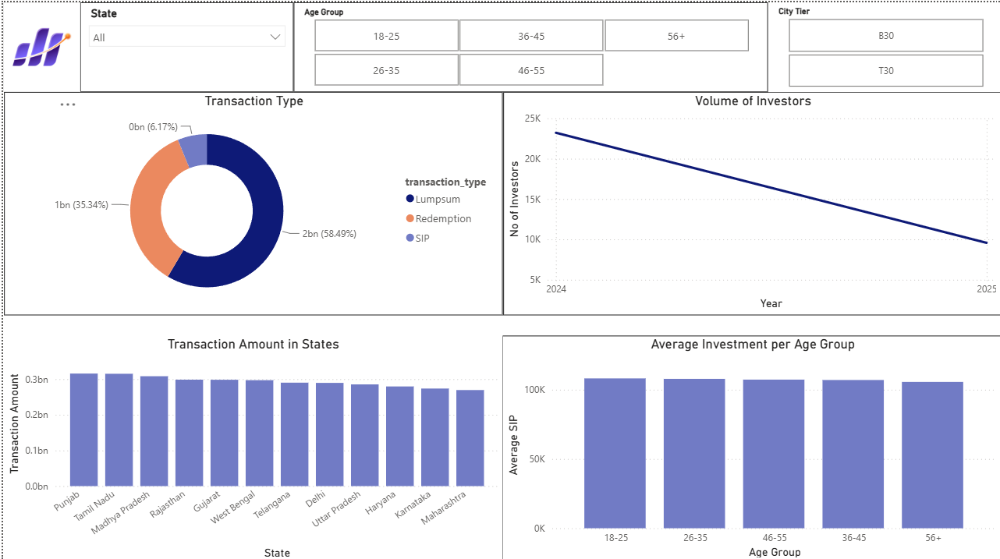 State
All
Age Group
18-25
36-45
56+
26-35
46-55
City Tier
B30
T30
...
Transaction Type
0bn (6.17%)
1bn (35.34%)
2bn (58.49%)
transaction_type
Lumpsum
Redemption
SIP
Volume of Investors
No of Investors
25K
20K
15K
10K
5K
2024
2025
Year
Transaction Amount in States
Transaction Amount
0.3bn
0.2bn
0.1bn
0.0bn
Punjab
Tamil Nadu
Madhya Pradesh
Rajasthan
Gujarat
West Bengal
Telangana
Delhi
Uttar Pradesh
Haryana
Karnataka
Maharashtra
State
Average Investment per Age Group
Average SIP
100K
50K
0K
18-25
26-35
46-55
36-45
56+
Age Group